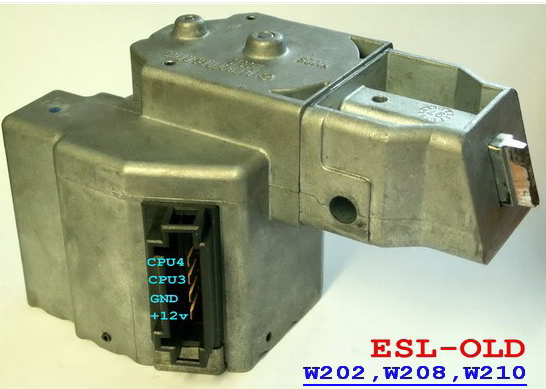 CPU4
CPU3
GND
+12v
ESL-OLD
W202,W208,W210